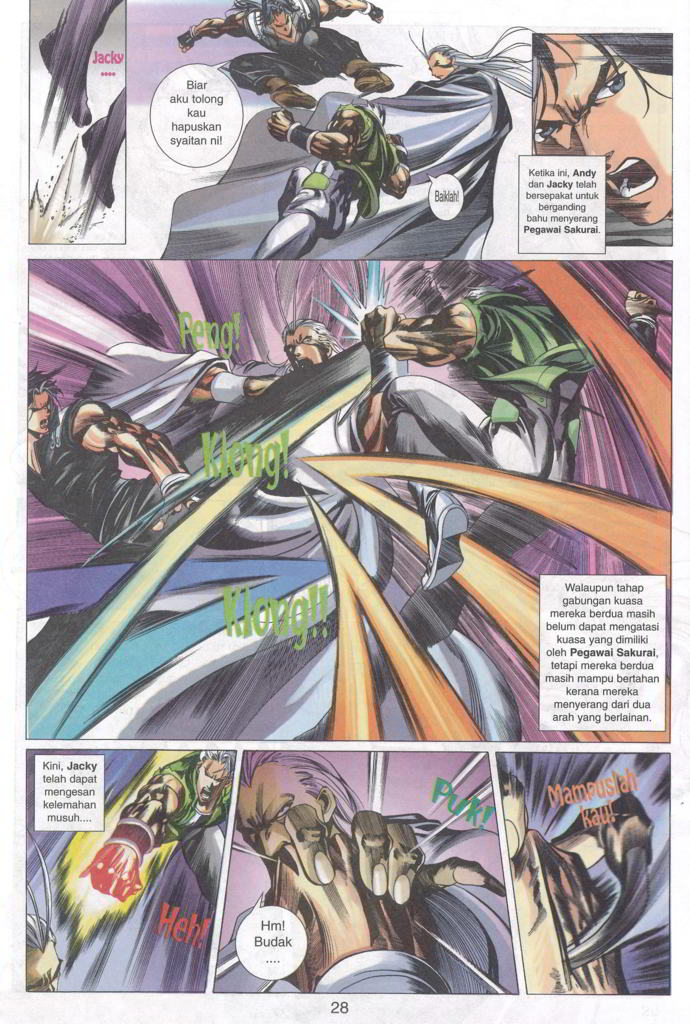 Jacky
....
Biar
aku tolong
kau
hapuskan
syaitan ni!
Baiklah!
Ketika ini, Andy
dan Jacky telah
bersepakat untuk
berganding
bahu menyerang
Pegawai Sakurai.
Peng!
Klong!
Klong!!
Walaupun tahap
gabungan kuasa
mereka berdua masih
belum dapat mengatasi
kuasa yang dimiliki
oleh Pegawai Sakurai,
tetapi mereka berdua
masih mampu bertahan
kerana mereka
menyerang dari dua
arah yang berlainan.
Kini, Jacky
telah dapat
mengesan
kelemahan
musuh....
Heh!
Puk!
Hm!
Budak
....
Mampuslah
kau!
28